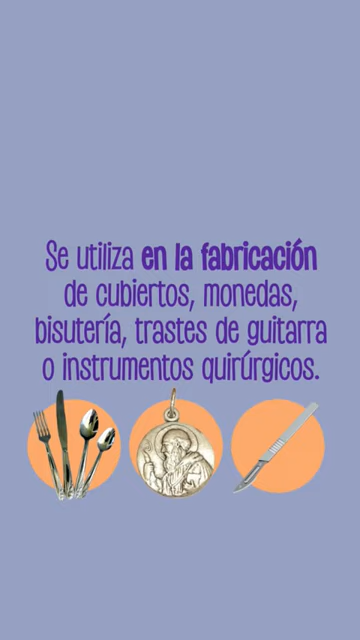 Se utiliza en la fabricación
de cubiertos, monedas,
bisutería, trastes de guitarra
o instrumentos quirúrgicos.